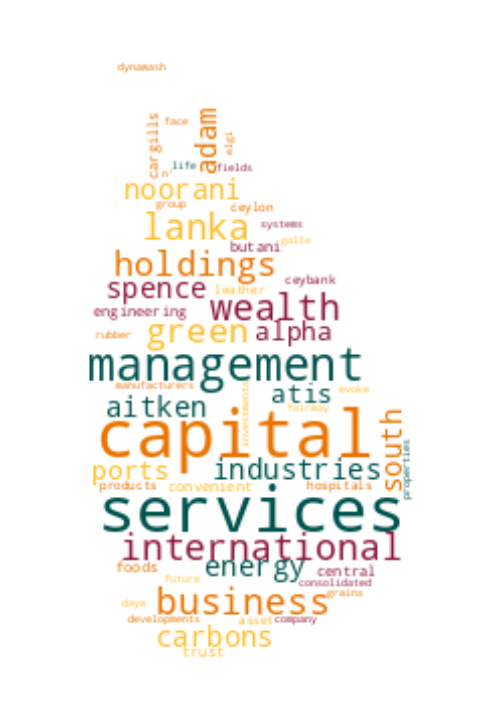 dynawash
cargills
face
adam
elgi
n'
life
fields
noorani
group
ceylon
lanka
systems
butani
galle
holdings
spence
leather
ceybank
engineering
wealth
rubber
green
alpha
management
manufacturers
investments
atis
evoke
aitken
fairway
capital
south
properties
ports
industries
products
convenient
hospitals
services
international
foods
energy
central
future
consolidated
grains
daya
business
developments
asset
company
carbons
trust